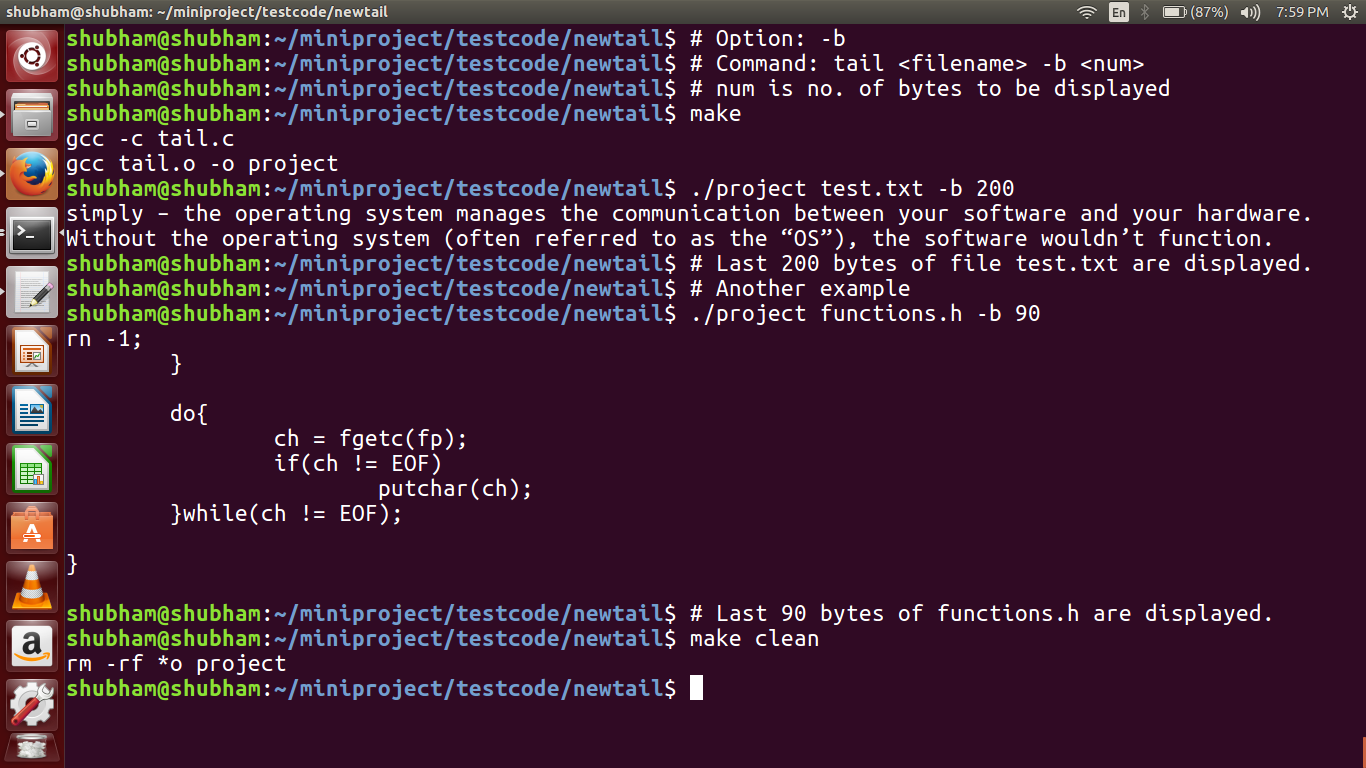 shubham@shubham: ~/miniproject/testcode/newtail En (87%) 7:59 PM
shubham@shubham:~/miniproject/testcode/newtail$ # Option: -b
shubham@shubham:~/miniproject/testcode/newtail$ # Command: tail <filename> -b <num>
shubham@shubham:~/miniproject/testcode/newtail$ # num is no. of bytes to be displayed
shubham@shubham:~/miniproject/testcode/newtail$ make
gcc -c tail.c
gcc tail.o -o project
shubham@shubham:~/miniproject/testcode/newtail$ ./project test.txt -b 200
simply – the operating system manages the communication between your software and your hardware.
Without the operating system (often referred to as the “OS”), the software wouldn’t function.
shubham@shubham:~/miniproject/testcode/newtail$ # Last 200 bytes of file test.txt are displayed.
shubham@shubham:~/miniproject/testcode/newtail$ # Another example
shubham@shubham:~/miniproject/testcode/newtail$ ./project functions.h -b 90
rn -1;
        }
        do{
                ch = fgetc(fp);
                if(ch != EOF)
                        putchar(ch);
        }while(ch != EOF);
}
shubham@shubham:~/miniproject/testcode/newtail$ # Last 90 bytes of functions.h are displayed.
shubham@shubham:~/miniproject/testcode/newtail$ make clean
rm -rf *o project
shubham@shubham:~/miniproject/testcode/newtail$